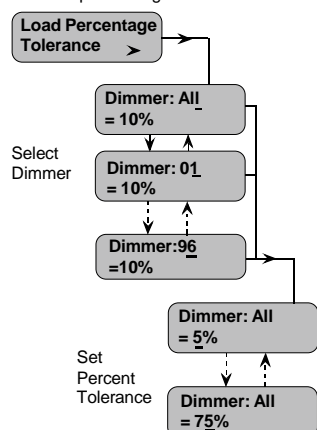 Load Percentage
Tolerance >
Dimmer: All
= 10%
Select
Dimmer
Dimmer: 01
= 10%
Dimmer:96
=10%
Dimmer: All
= 5%
Set
Percent
Tolerance
Dimmer: All
= 75%